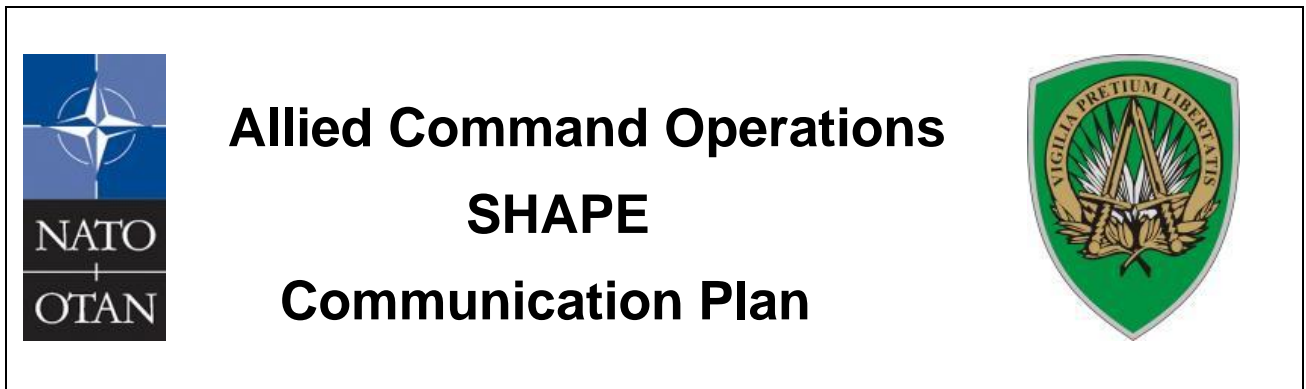 Allied Command Operations
SHAPE
Communication Plan
NATO
OTAN
VIGILIA PRETIUM LIBERTATIS